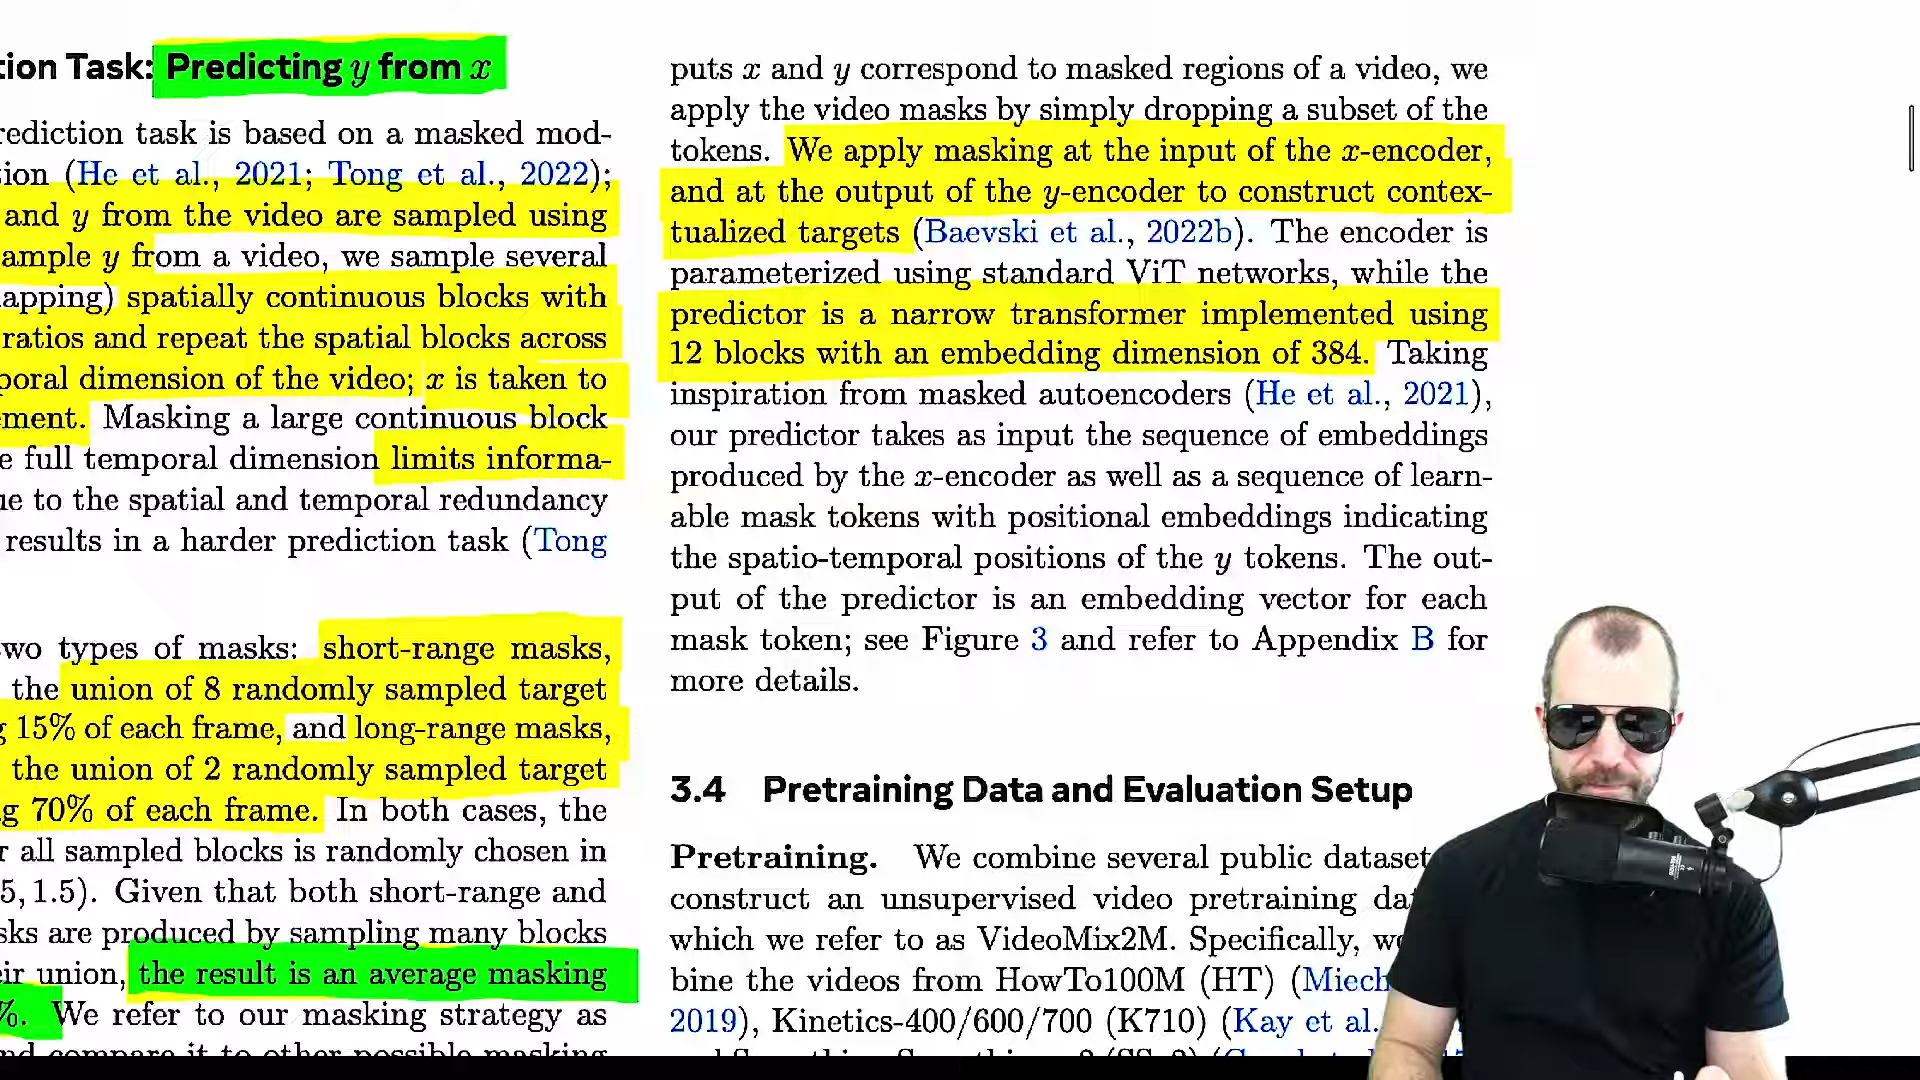 tion Task: Predicting y from x
rediction task is based on a masked mod-
ion (He et al., 2021; Tong et al., 2022);
and y from the video are sampled using
ample y from a video, we sample several
apping) spatially continuous blocks with
ratios and repeat the spatial blocks across
poral dimension of the video; x is taken to
ement. Masking a large continuous block
e full temporal dimension limits informa-
ue to the spatial and temporal redundancy
results in a harder prediction task (Tong
wo types of masks: short-range masks,
the union of 8 randomly sampled target
g 15% of each frame, and long-range masks,
the union of 2 randomly sampled target
g 70% of each frame. In both cases, the
r all sampled blocks is randomly chosen in
5, 1.5). Given that both short-range and
sks are produced by sampling many blocks
eir union, the result is an average masking
%. We refer to our masking strategy as
nd compare it to other possible masking
puts x and y correspond to masked regions of a video, we
apply the video masks by simply dropping a subset of the
tokens. We apply masking at the input of the x-encoder,
and at the output of the y-encoder to construct contex-
tualized targets (Baevski et al., 2022b). The encoder is
parameterized using standard ViT networks, while the
predictor is a narrow transformer implemented using
12 blocks with an embedding dimension of 384. Taking
inspiration from masked autoencoders (He et al., 2021),
our predictor takes as input the sequence of embeddings
produced by the x-encoder as well as a sequence of learn-
able mask tokens with positional embeddings indicating
the spatio-temporal positions of the y tokens. The out-
put of the predictor is an embedding vector for each
mask token; see Figure 3 and refer to Appendix B for
more details.
3.4 Pretraining Data and Evaluation Setup
Pretraining. We combine several public dataset
construct an unsupervised video pretraining da
which we refer to as VideoMix2M. Specifically, we
bine the videos from HowTo100M (HT) (Miech
2019), Kinetics-400/600/700 (K710) (Kay et al.